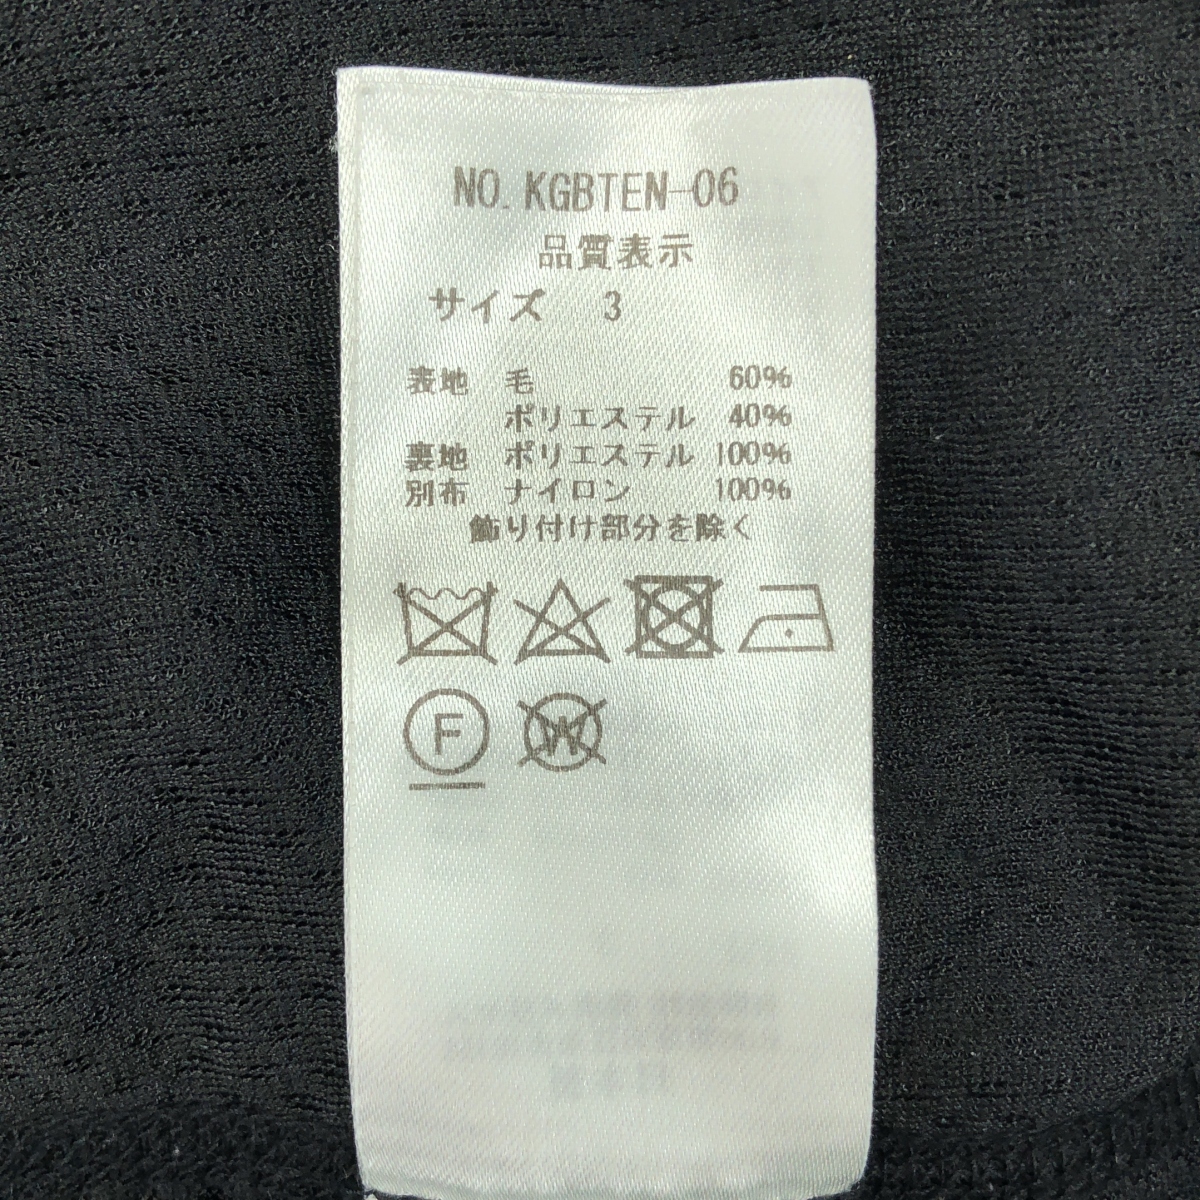 NO. KGBTEN-06
品質表示
サイズ 3
表地 毛 60%
ポリエステル 40%
裏地 ポリエステル 100%
別布 ナイロン 100%
飾り付け部分を除く
F W